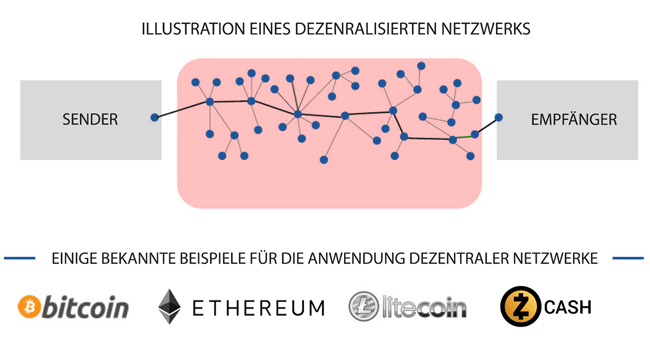 ILLUSTRATION EINES DEZENRALISIERTEN NETZWERKS
SENDER
EMPFÄNGER
EINIGE BEKANNTE BEISPIELE FÜR DIE ANWENDUNG DEZENTRALER NETZWERKE
bitcoin ETHEREUM litecoin CASH